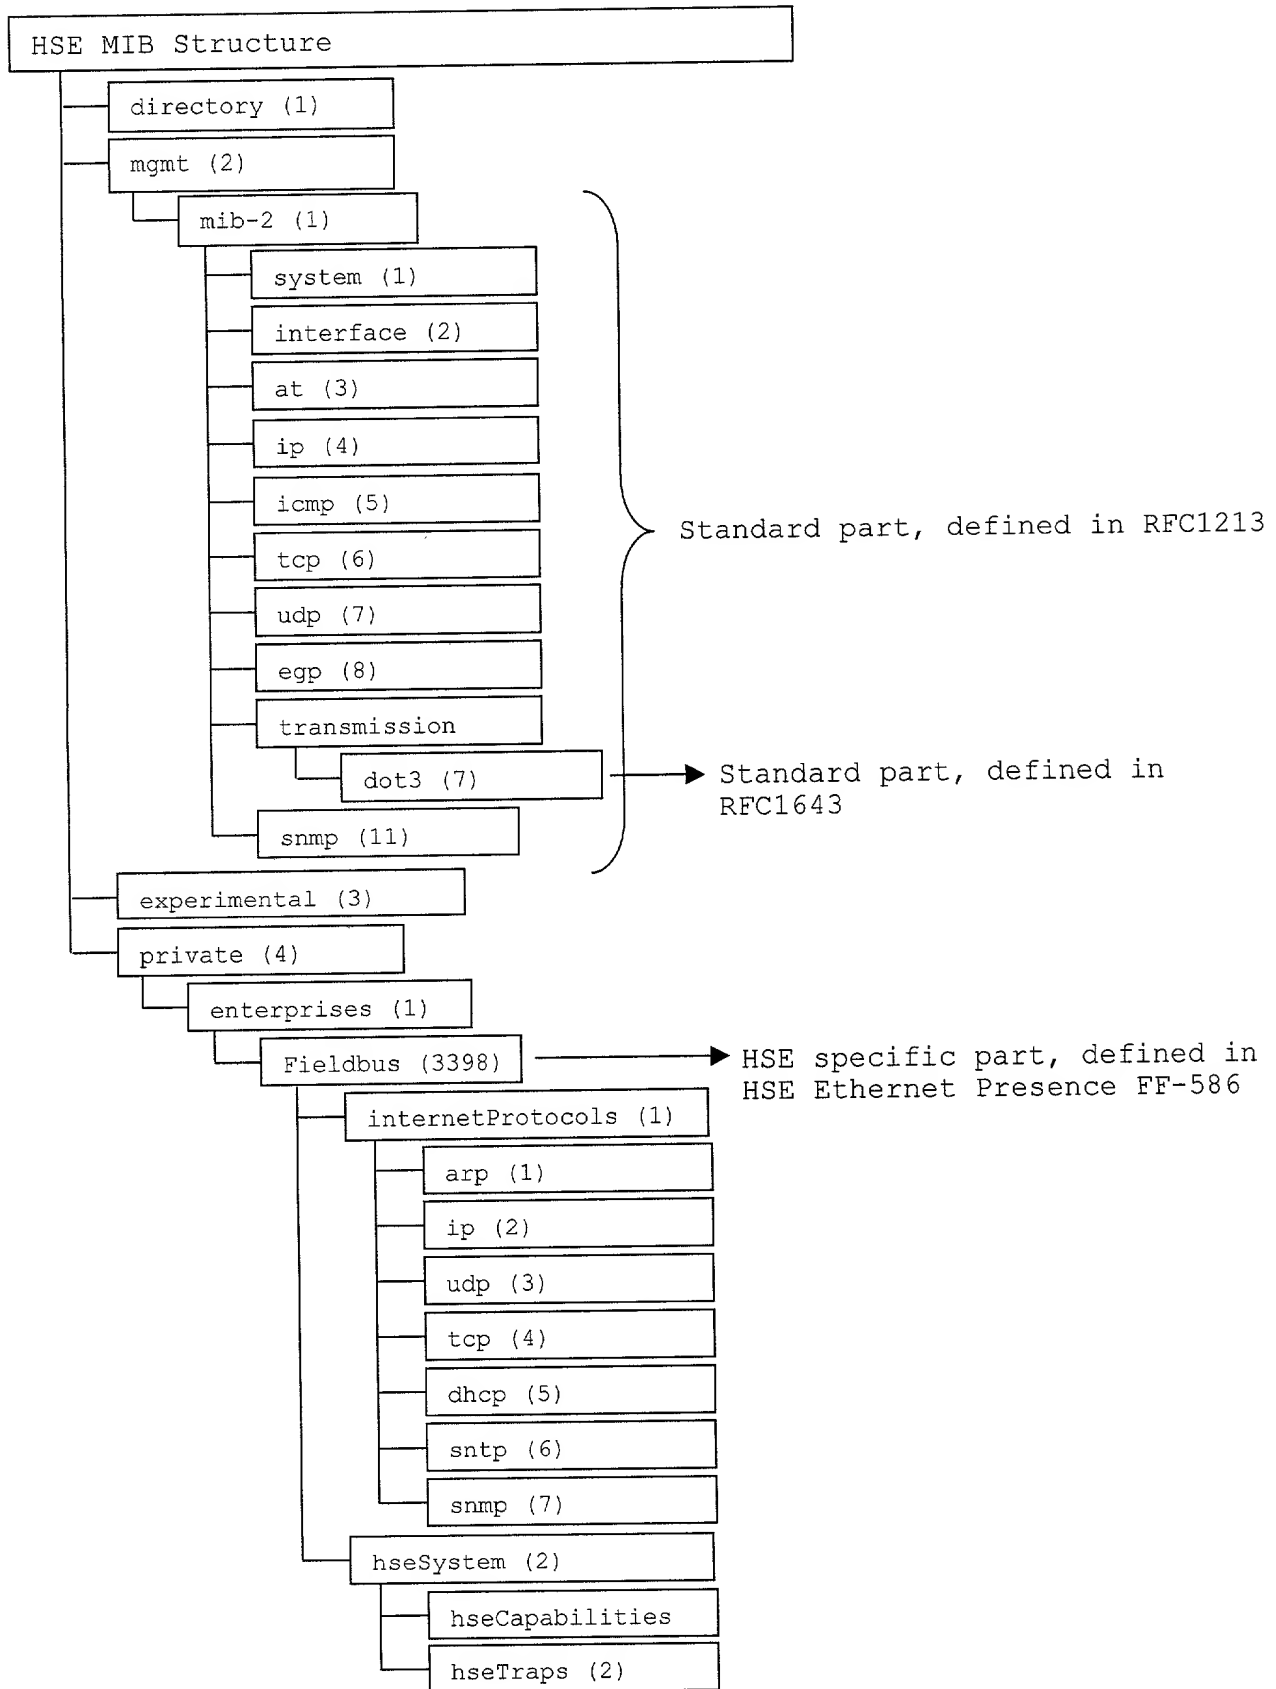 HSE MIB Structure
directory (1)
mgmt (2)
mib-2 (1)
system (1)
interface (2)
at (3)
ip (4)
icmp (5)
tcp (6)
udp (7)
egp (8)
transmission
dot3 (7)
snmp (11)
Standard part, defined in RFC1213
Standard part, defined in
RFC1643
experimental (3)
private (4)
enterprises (1)
Fieldbus (3398)
HSE specific part, defined in
HSE Ethernet Presence FF-586
internetProtocols (1)
arp (1)
ip (2)
udp (3)
tcp (4)
dhcp (5)
sntp (6)
snmp (7)
hseSystem (2)
hseCapabilities
hseTraps (2)